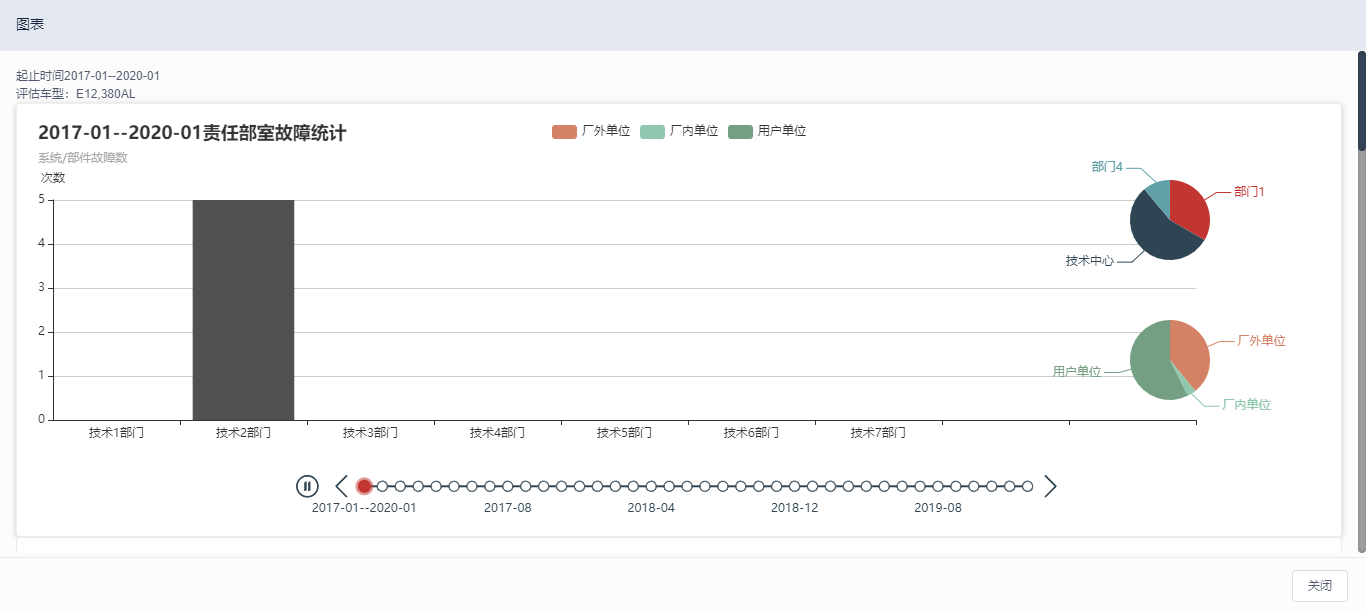 图表
起止时间2017-01--2020-01
评估车型：E12,380AL
2017-01--2020-01责任部室故障统计
系统/部件故障数
厂外单位 厂内单位 用户单位
次数
5
4
3
2
1
0
技术1部门 技术2部门 技术3部门 技术4部门 技术5部门 技术6部门 技术7部门
部门4
部门1
技术中心
厂外单位
用户单位
厂内单位
2017-01--2020-01 2017-08 2018-04 2018-12 2019-08
关闭